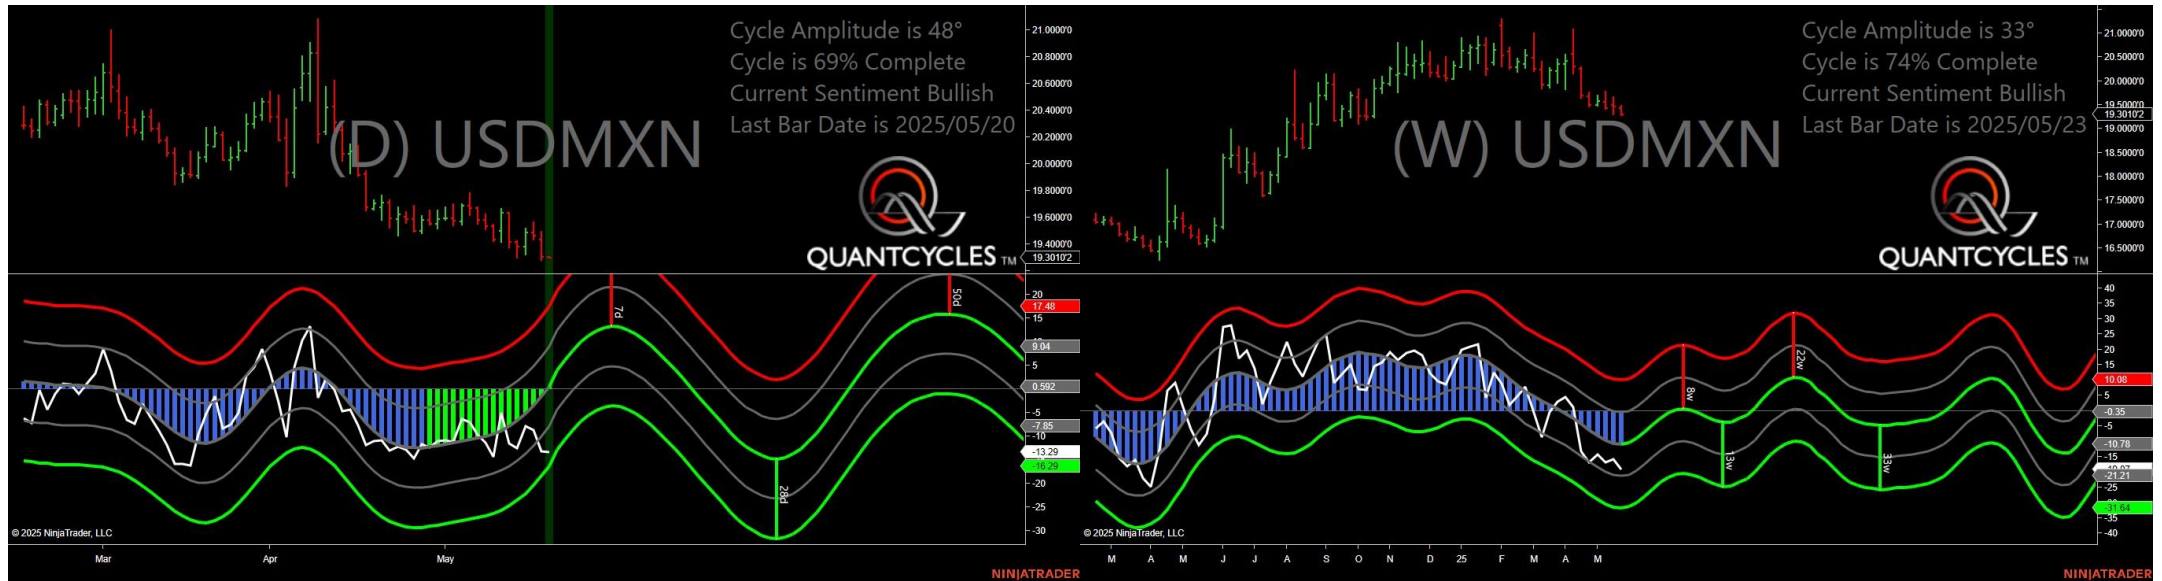 Cycle Amplitude is 48°
Cycle is 69% Complete
Current Sentiment Bullish
Last Bar Date is 2025/05/20
(D) USDMXN
QUANTCYCLES TM
21.0000'0
20.8000'0
20.6000'0
20.4000'0
20.2000'0
20.0000'0
19.8000'0
19.6000'0
19.4000'0
19.3010'2
7d
50d
28d
20
17.48
15
9.04
5
0.592
-5
-7.85
-10
-13.29
-16.29
-20
-25
-30
© 2025 NinjaTrader, LLC
Mar
Apr
May
NINJATRADER
Cycle Amplitude is 33°
Cycle is 74% Complete
Current Sentiment Bullish
Last Bar Date is 2025/05/23
(W) USDMXN
QUANTCYCLES TM
21.0000'0
20.5000'0
20.0000'0
19.5000'0
19.3010'2
19.0000'0
18.5000'0
18.0000'0
17.5000'0
17.0000'0
16.5000'0
8w
22w
13w
33w
40
35
30
25
20
15
10.08
5
-0.35
-5
-10.78
-15
-21.21
-25
-31.64
-35
-40
© 2025 NinjaTrader, LLC
M A M J J A S O N D 25 F M A M
NINJATRADER